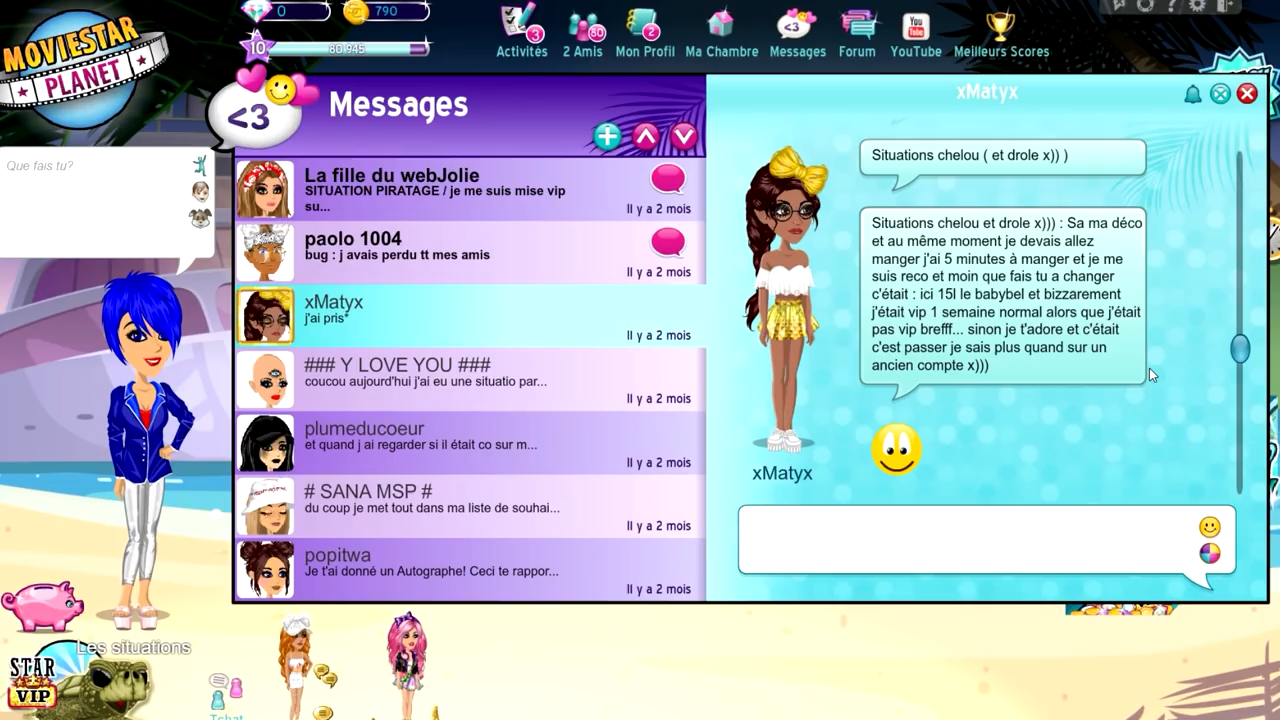 MOVIESTAR
PLANET
0
790
10
80 945
3
Activités
80
2 Amis
2
Mon Profil
Ma Chambre
<3
Messages
Forum
You
Tube
YouTube
Meilleurs Scores
Que fais tu?
<3
Messages
La fille du webJolie
SITUATION PIRATAGE / je me suis mise vip
su...
Il y a 2 mois
paolo 1004
bug : j avais perdu tt mes amis
Il y a 2 mois
xMatyx
j'ai pris*
Il y a 2 mois
### Y LOVE YOU ###
coucou aujourd'hui j'ai eu une situatio par...
Il y a 2 mois
plumeducoeur
et quand j ai regarder si il était co sur m...
Il y a 2 mois
# SANA MSP #
du coup je met tout dans ma liste de souhai...
Il y a 2 mois
popitwa
Je t'ai donné un Autographe! Ceci te rappor...
Il y a 2 mois
xMatyx
Situations chelou ( et drole x)) )
Situations chelou et drole x))) : Sa ma déco
et au même moment je devais allez
manger j'ai 5 minutes à manger et je me
suis reco et moin que fais tu a changer
c'était : ici 15l le babybel et bizzarement
j'était vip 1 semaine normal alors que j'était
pas vip brefff... sinon je t'adore et c'était
c'est passer je sais plus quand sur un
ancien compte x)))
xMatyx
Les situations
STAR
VIP
Tchat